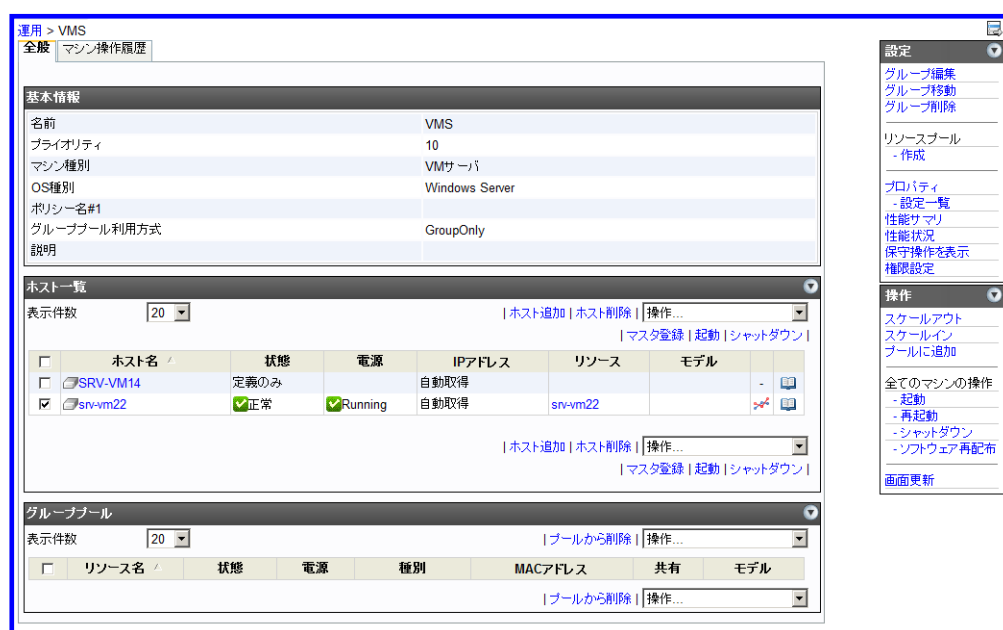 運用 > VMS
全般 マシン操作履歴
基本情報
名前 VMS
プライオリティ 10
マシン種別 VMサーバ
OS種別 Windows Server
ポリシー名#1
グループプール利用方式 GroupOnly
説明
ホスト一覧
表示件数 20 | ホスト追加 | ホスト削除 | 操作...
| マスタ登録 | 起動 | シャットダウン |
ホスト名 状態 電源 IPアドレス リソース モデル
SRV-VM14 定義のみ 自動取得 -
srv-vm22 正常 Running 自動取得 srv-vm22
| ホスト追加 | ホスト削除 | 操作...
| マスタ登録 | 起動 | シャットダウン |
グループプール
表示件数 20 | プールから削除 | 操作...
リソース名 状態 電源 種別 MACアドレス 共有 モデル
| プールから削除 | 操作...
設定
グループ編集
グループ移動
グループ削除
リソースプール
- 作成
プロパティ
- 設定一覧
性能サマリ
性能状況
保守操作を表示
権限設定
操作
スケールアウト
スケールイン
プールに追加
全てのマシンの操作
- 起動
- 再起動
- シャットダウン
- ソフトウェア再配布
画面更新